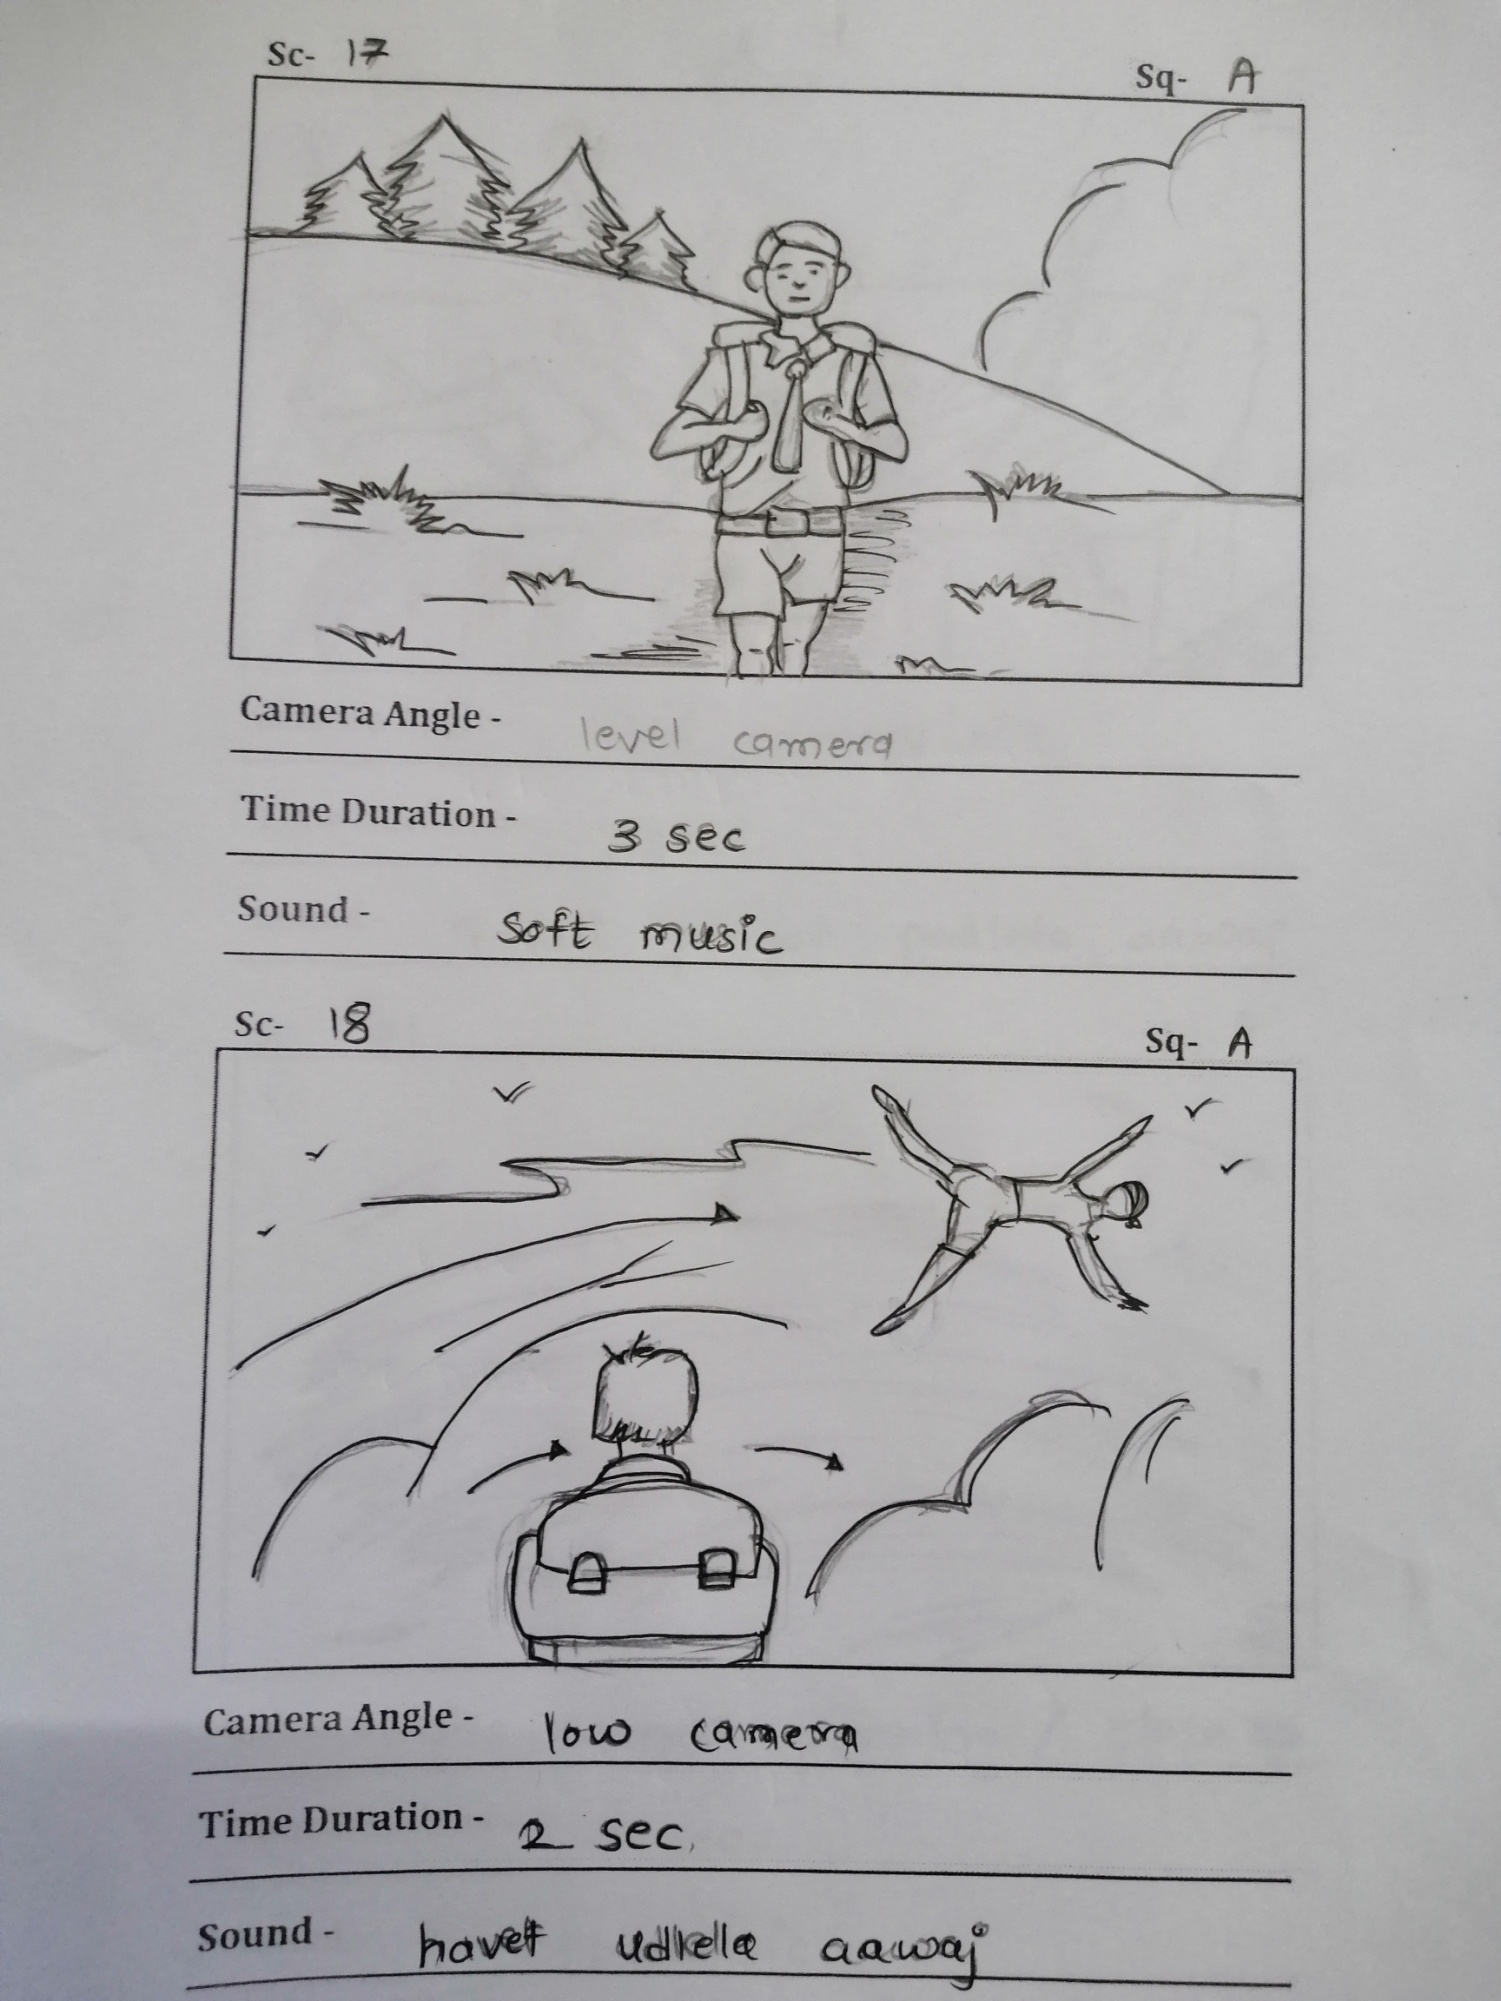 Sc- 17
Sq- A
Camera Angle - level camera
Time Duration - 3 sec
Sound - soft music
Sc- 18
Sq- A
Camera Angle - low camera
Time Duration - 2 sec.
Sound - havet aawaj